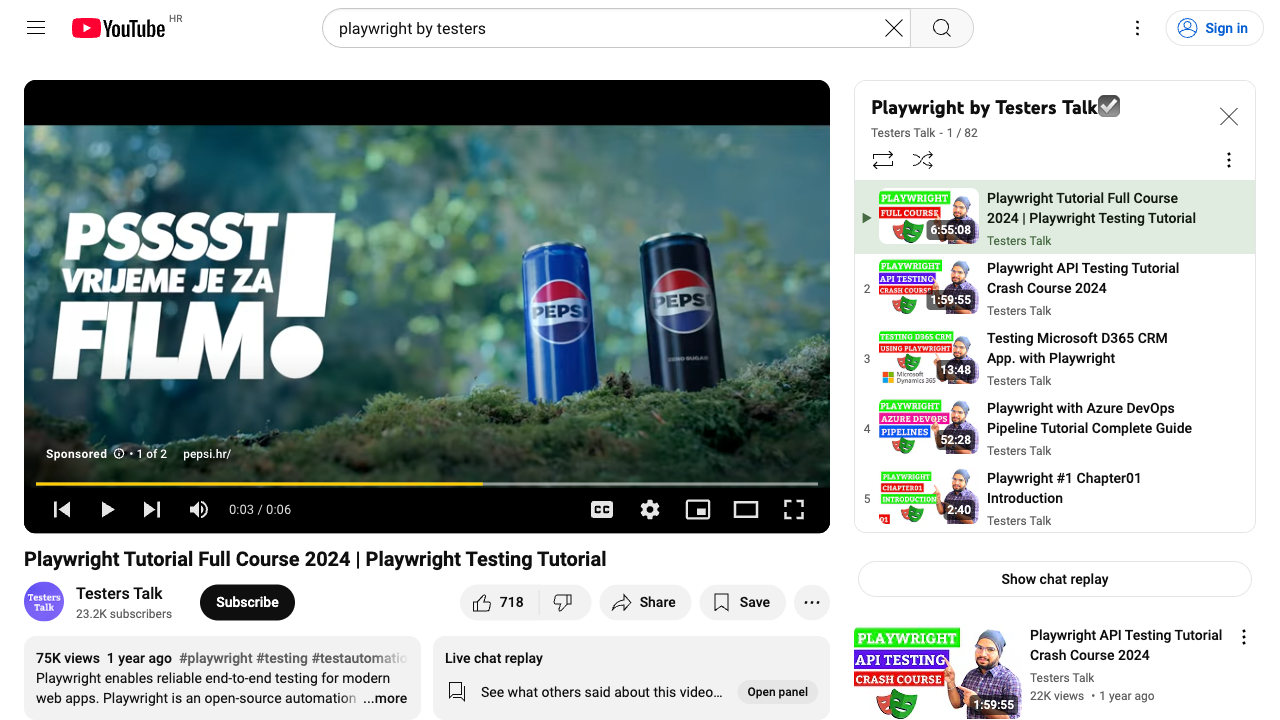 YouTube HR
playwright by testers
Sign in
PSSSST
VRIJEME JE ZA
FILM!
PEPSI
PEPSI
ZERO SUGAR
Sponsored • 1 of 2 pepsi.hr/
0:03 / 0:06
CC
Playwright Tutorial Full Course 2024 | Playwright Testing Tutorial
Testers Talk
Testers Talk
23.2K subscribers
Subscribe
718
Share
Save
75K views 1 year ago #playwright #testing #testautomatic
Playwright enables reliable end-to-end testing for modern
web apps. Playwright is an open-source automation ...more
Live chat replay
See what others said about this video...
Open panel
Playwright by Testers Talk☑️
Testers Talk - 1 / 82
PLAYWRIGHT
FULL COURSE
6:55:08
Playwright Tutorial Full Course
2024 | Playwright Testing Tutorial
Testers Talk
2
PLAYWRIGHT
API TESTING
CRASH COURSE
1:59:55
Playwright API Testing Tutorial
Crash Course 2024
Testers Talk
3
TESTING D365 CRM
USING PLAYWRIGHT
Microsoft
Dynamics 365
13:48
Testing Microsoft D365 CRM
App. with Playwright
Testers Talk
4
PLAYWRIGHT
AZURE DEVOPS
PIPELINES
52:28
Playwright with Azure DevOps
Pipeline Tutorial Complete Guide
Testers Talk
5
PLAYWRIGHT
CHAPTER01
INTRODUCTION
01
2:40
Playwright #1 Chapter01
Introduction
Testers Talk
Show chat replay
PLAYWRIGHT
API TESTING
CRASH COURSE
1:59:55
Playwright API Testing Tutorial
Crash Course 2024
Testers Talk
22K views • 1 year ago